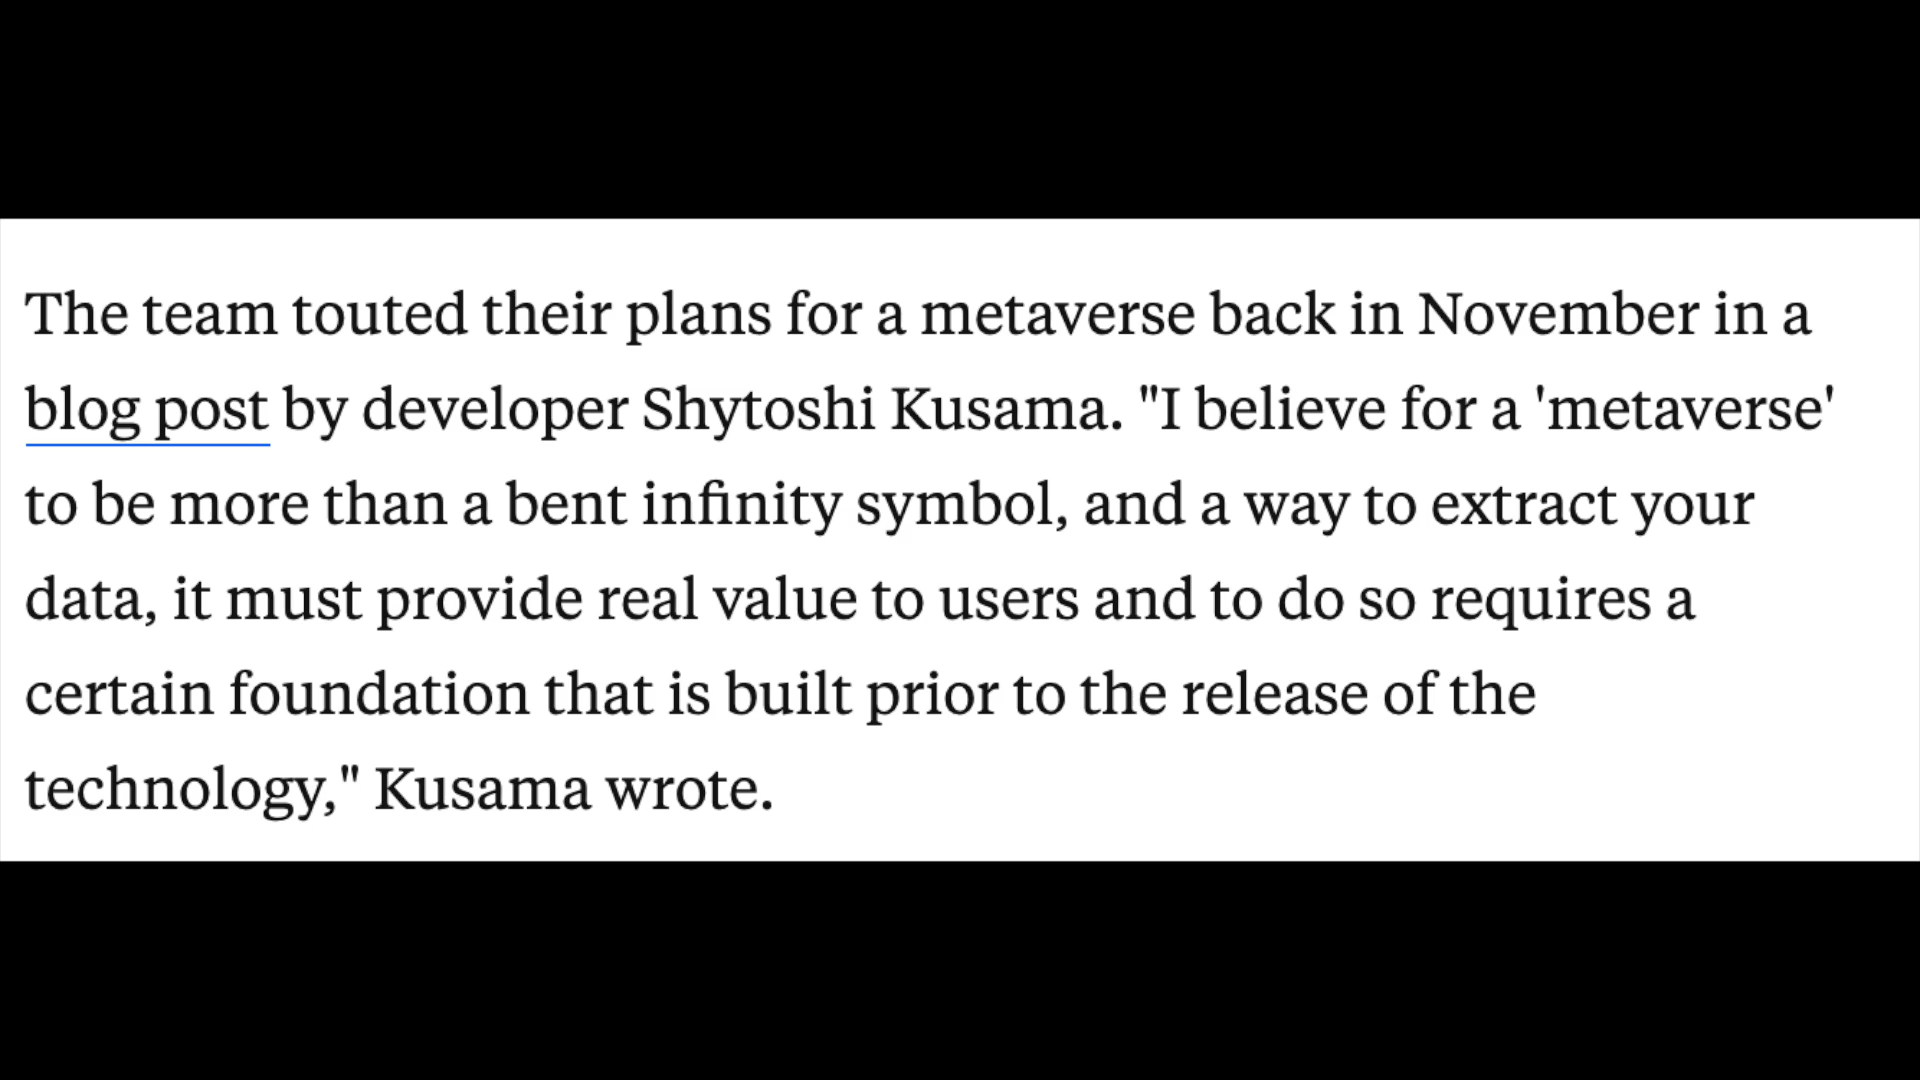 The team touted their plans for a metaverse back in November in a
blog post by developer Shytoshi Kusama. "I believe for a 'metaverse'
to be more than a bent infinity symbol, and a way to extract your
data, it must provide real value to users and to do so requires a
certain foundation that is built prior to the release of the
technology," Kusama wrote.